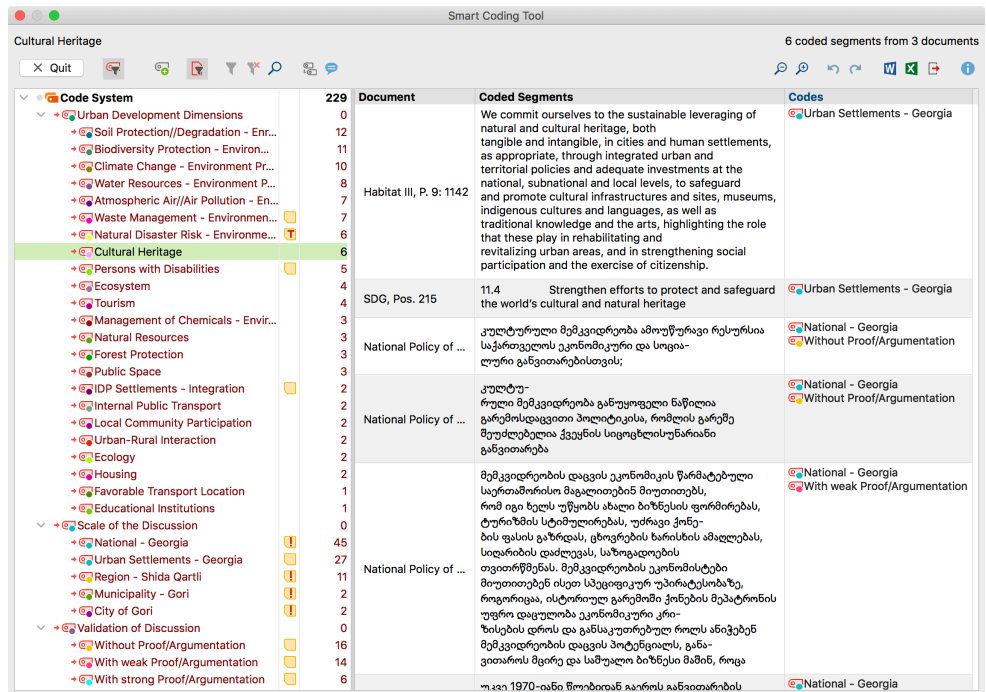 Smart Coding Tool
Cultural Heritage
6 coded segments from 3 documents
Quit
Code System 229
Urban Development Dimensions 0
Soil Protection//Degradation - Enr... 12
Biodiversity Protection - Environ... 11
Climate Change - Environment Pr... 10
Water Resources - Environment P... 8
Atmospheric Air//Air Pollution - En... 7
Waste Management - Environmen... 7
Natural Disaster Risk - Environme... T 6
Cultural Heritage 6
Persons with Disabilities 5
Ecosystem 4
Tourism 4
Management of Chemicals - Envir... 3
Natural Resources 3
Forest Protection 3
Public Space 3
IDP Settlements - Integration 2
Internal Public Transport 2
Local Community Participation 2
Urban-Rural Interaction 2
Ecology 2
Housing 2
Favorable Transport Location 1
Educational Institutions 1
Scale of the Discussion 0
National - Georgia ! 45
Urban Settlements - Georgia 27
Region - Shida Qartli ! 11
Municipality - Gori ! 2
City of Gori ! 2
Validation of Discussion 0
Without Proof/Argumentation 16
With weak Proof/Argumentation 14
With strong Proof/Argumentation 6
Document Coded Segments Codes
Habitat III, P. 9: 1142
We commit ourselves to the sustainable leveraging of
natural and cultural heritage, both
tangible and intangible, in cities and human settlements,
as appropriate, through integrated urban and
territorial policies and adequate investments at the
national, subnational and local levels, to safeguard
and promote cultural infrastructures and sites, museums,
indigenous cultures and languages, as well as
traditional knowledge and the arts, highlighting the role
that these play in rehabilitating and
revitalizing urban areas, and in strengthening social
participation and the exercise of citizenship.
Urban Settlements - Georgia
SDG, Pos. 215
11.4 Strengthen efforts to protect and safeguard
the world's cultural and natural heritage
Urban Settlements - Georgia
National Policy of ...
კულტურული მემკვიდრეობა ამოუწურავი რესურსია
საქართველოს ეკონომიკური და სოცია-
ლური განვითარებისთვის;
National - Georgia
Without Proof/Argumentation
National Policy of ...
კულტუ-
რული მემკვიდრეობა განუყოფელი ნაწილია
გარემოსდაცვითი პოლიტიკისა, რომლის გარეშე
შეუძლებელია ქვეყნის სიცოცხლისუნარიანი
განვითარება
National - Georgia
Without Proof/Argumentation
National Policy of ...
მემკვიდრეობის დაცვის ეკონომიკის წარმატებული
საერთაშორისო მაგალითები5 მიუთითებს,
რომ იგი ხელს უწყობს ახალი ბიზნესის ფორმირებას,
ტურიზმის სტიმულირებას, უძრავი ქონე-
ბის ფასის გაზრდას, ცხოვრების ხარისხის ამაღლებას,
სიღარიბის დაძლევას, საზოგადოების
თვითრწმენას. მემკვიდრეობის ეკონომისტები
მიუთითებენ ისეთ სპეციფიკურ უპირატესობაზე,
როგორიცაა, ისტორიულ გარემოში ქონების მეპატრონის
უფრო დაცულობა ეკონომიკური კრი-
ზისების დროს და განსაკუთრებულ როლს ანიჭებენ
მემკვიდრეობის დაცვის პოტენციალს, განა-
ვითაროს მცირე და საშუალო ბიზნესი მაშინ, როცა
National - Georgia
With weak Proof/Argumentation
უკვე 1970-იანი წლებიდან გაეროს განვითარების
National - Georgia